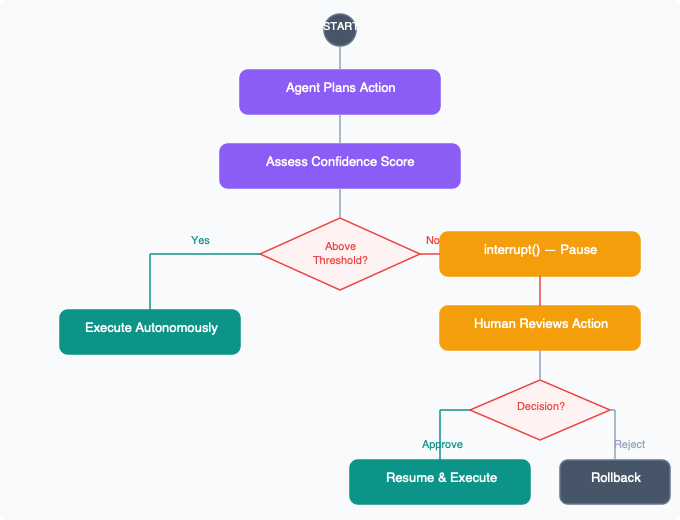 START
Agent Plans Action
Assess Confidence Score
Yes
Above
Threshold?
No
interrupt() — Pause
Execute Autonomously
Human Reviews Action
Decision?
Approve
Reject
Resume & Execute
Rollback